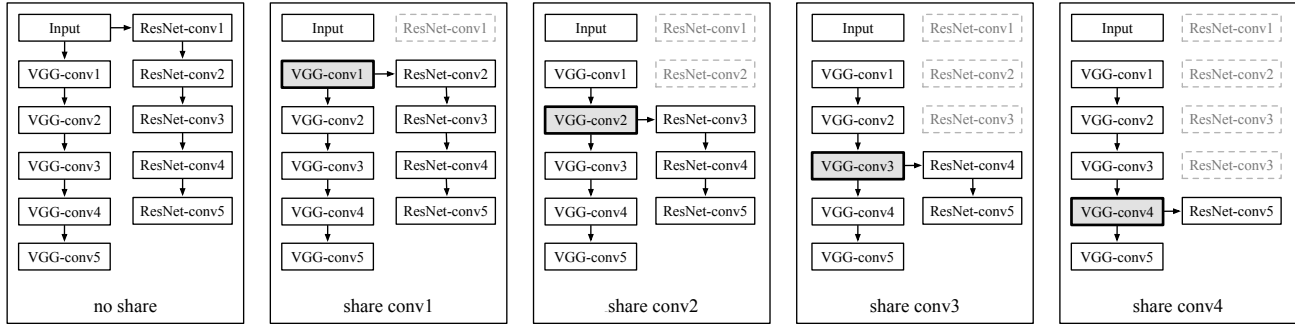 Input
ResNet-conv1
VGG-conv1
ResNet-conv2
VGG-conv2
ResNet-conv3
VGG-conv3
ResNet-conv4
VGG-conv4
ResNet-conv5
VGG-conv5
no share
Input
ResNet-conv1
VGG-conv1
ResNet-conv2
VGG-conv2
ResNet-conv3
VGG-conv3
ResNet-conv4
VGG-conv4
ResNet-conv5
VGG-conv5
share conv1
Input
ResNet-conv1
VGG-conv1
ResNet-conv2
VGG-conv2
ResNet-conv3
VGG-conv3
ResNet-conv4
VGG-conv4
ResNet-conv5
VGG-conv5
share conv2
Input
ResNet-conv1
VGG-conv1
ResNet-conv2
VGG-conv2
ResNet-conv3
VGG-conv3
ResNet-conv4
VGG-conv4
ResNet-conv5
VGG-conv5
share conv3
Input
ResNet-conv1
VGG-conv1
ResNet-conv2
VGG-conv2
ResNet-conv3
VGG-conv3
ResNet-conv3
VGG-conv4
ResNet-conv5
VGG-conv5
share conv4